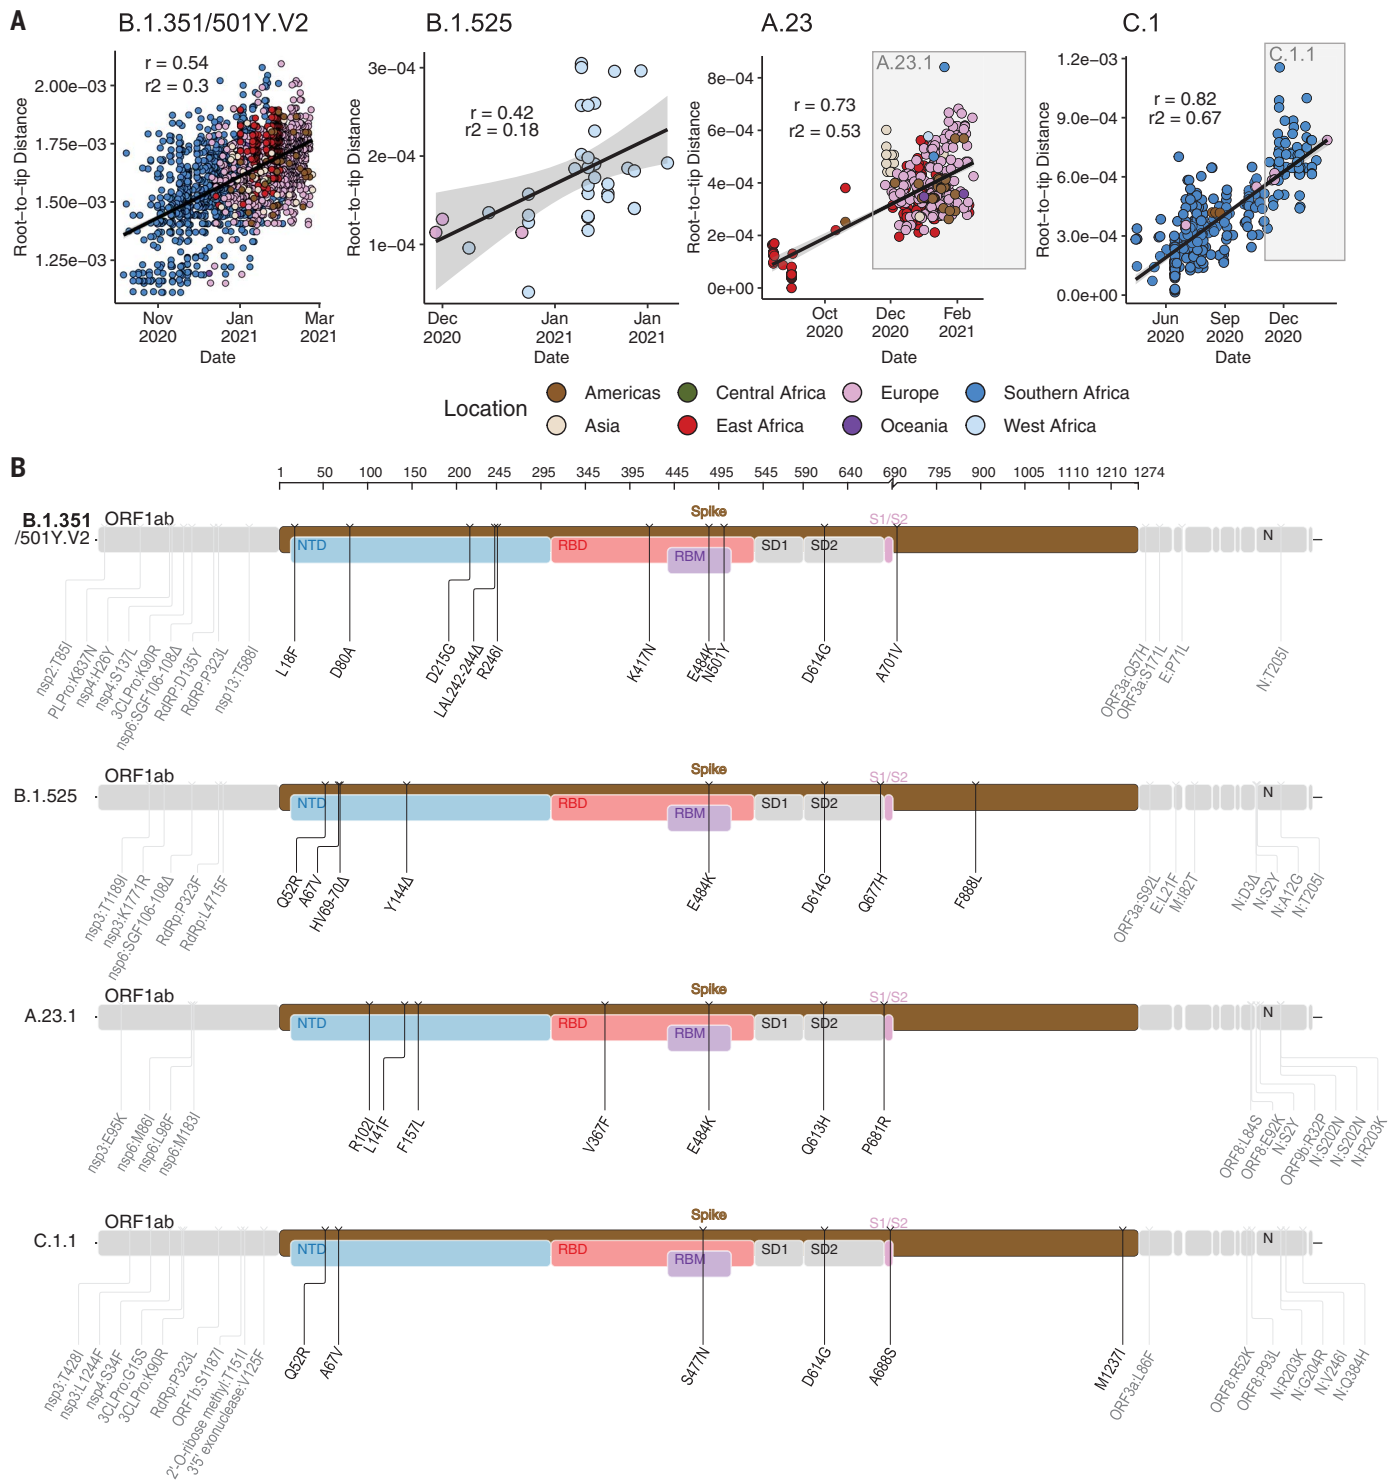 A
B.1.351/501Y.V2
B.1.525
A.23
C.1
r = 0.54
r2 = 0.3
2.00e−03
1.75e−03
1.50e−03
1.25e−03
Root−to−tip Distance
Nov
2020
Jan
2021
Mar
2021
Date
r = 0.42
r2 = 0.18
3e−04
2e−04
1e−04
Root−to−tip Distance
Dec
2020
Jan
2021
Jan
2021
Date
A.23.1
r = 0.73
r2 = 0.53
8e−04
6e−04
4e−04
2e−04
0e+00
Root−to−tip Distance
Oct
2020
Dec
2020
Feb
2021
Date
C.1.1
r = 0.82
r2 = 0.67
1.2e−03
9.0e−04
6.0e−04
3.0e−04
0.0e+00
Root−to−tip Distance
Jun
2020
Sep
2020
Dec
2020
Date
Location
Americas
Central Africa
Europe
Southern Africa
Asia
East Africa
Oceania
West Africa
B
1 50 100 150 200 245 295 345 395 445 495 545 590 640 690 795 900 1005 1110 1210 1274
B.1.351
/501Y.V2
ORF1ab
Spike
S1/S2
NTD
RBD
RBM
SD1
SD2
N
nsp2:T85I
PLPro:K837N
nsp4:H26Y
nsp4:S137L
3CLPro:K90R
nsp6:SGF106-108Δ
RdRP:D135Y
RdRP:P323L
nsp13:T588I
L18F
D80A
D215G
LAL242-244Δ
R246I
K417N
E484K
N501Y
D614G
A701V
ORF3a:Q57H
ORF3a:S171L
E:P71L
N:T205I
B.1.525
ORF1ab
Spike
S1/S2
NTD
RBD
RBM
SD1
SD2
N
nsp3:T1189I
nsp3:K1771R
nsp6:SGF106-108Δ
RdRp:P323F
RdRp:L4715F
Q52R
A67V
HV69-70Δ
Y144Δ
E484K
D614G
Q677H
F888L
ORF3a:S92L
E:L21F
M:I82T
N:D3Δ
N:S2Y
N:A12G
N:T205I
A.23.1
ORF1ab
Spike
S1/S2
NTD
RBD
RBM
SD1
SD2
N
nsp3:E95K
nsp6:M86I
nsp6:L98F
nsp6:M183I
R102I
L141F
F157L
V367F
E484K
Q613H
P681R
ORF8:L84S
ORF8:E92K
N:S2Y
ORF9b:R32P
N:S202N
N:S202N
N:R203K
C.1.1
ORF1ab
Spike
S1/S2
NTD
RBD
RBM
SD1
SD2
N
nsp3:T428I
nsp3:L1244F
nsp4:S34F
3CLPro:G15S
3CLPro:K90R
RdRp:P323L
ORF1b:S1187I
2'-O-ribose methyl:T151I
3'5' exonuclease:V125F
Q52R
A67V
S477N
D614G
A688S
M1237I
ORF3a:L86F
ORF8:R52K
ORF8:P93L
N:R203K
N:G204R
N:V246I
N:Q384H